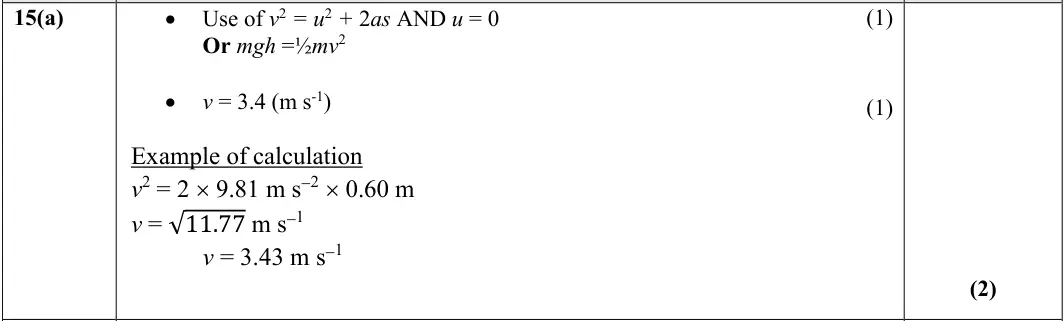 15(a)
• Use of v² = u² + 2as AND u = 0 (1)
Or mgh =½mv²
• v = 3.4 (m s⁻¹)
(1)
Example of calculation
v² = 2 × 9.81 m s⁻² × 0.60 m
v = √11.77 m s⁻¹
v = 3.43 m s⁻¹
(2)